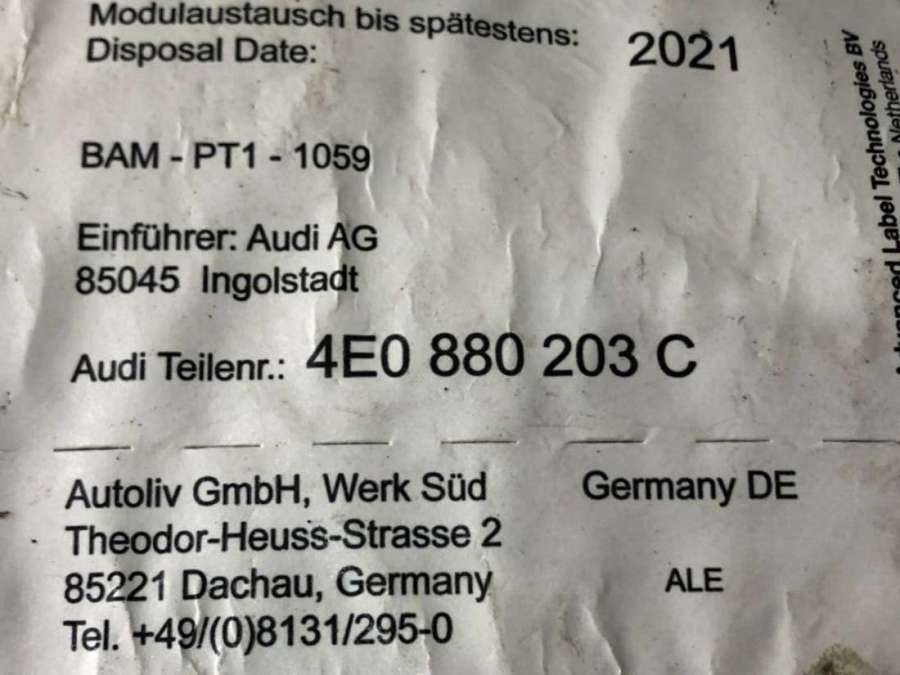 Modulaustausch bis spätestens:
Disposal Date:
2021
BAM - PT1 - 1059
Einführer: Audi AG
85045 Ingolstadt
Audi Teilenr.: 4E0 880 203 C
Autoliv GmbH, Werk Süd
Theodor-Heuss-Strasse 2
85221 Dachau, Germany
Tel. +49/(0)8131/295-0
Germany DE
ALE
Advanced Label Technologies BV
Netherlands